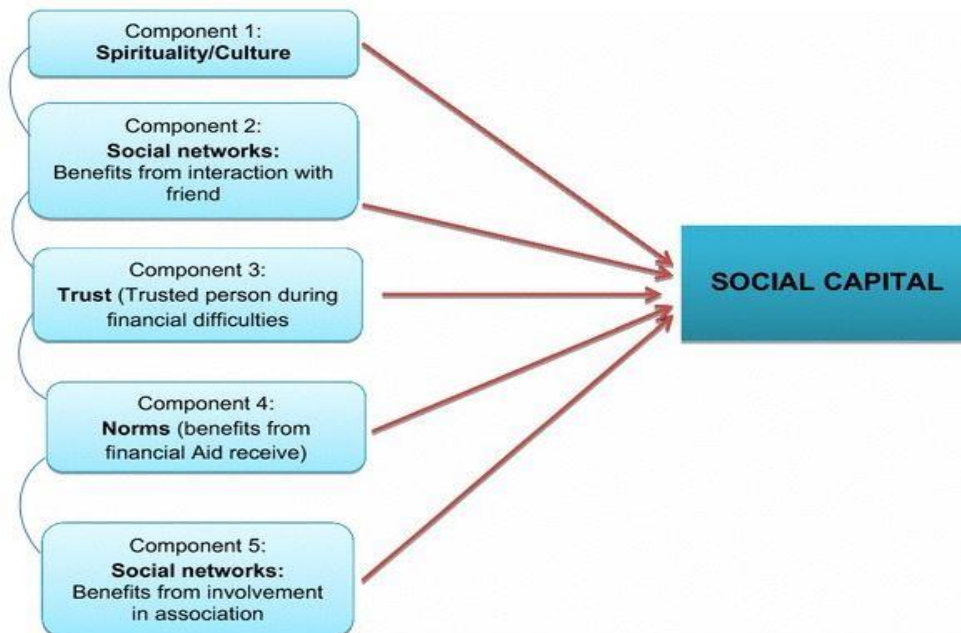 Component 1:
Spirituality/Culture
Component 2:
Social networks:
Benefits from interaction with
friend
Component 3:
Trust (Trusted person during
financial difficulties
Component 4:
Norms (benefits from
financial Aid receive)
Component 5:
Social networks:
Benefits from involvement
in association
SOCIAL CAPITAL